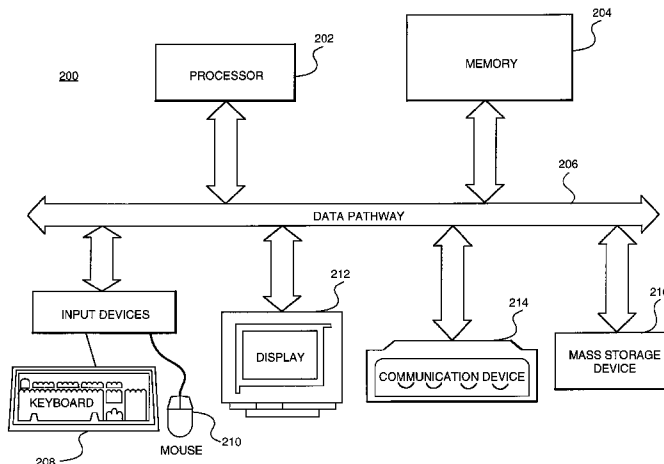 202
204
200
PROCESSOR
MEMORY
206
DATA PATHWAY
212
214
216
INPUT DEVICES
DISPLAY
COMMUNICATION DEVICE
MASS STORAGE
DEVICE
KEYBOARD
208
MOUSE
210